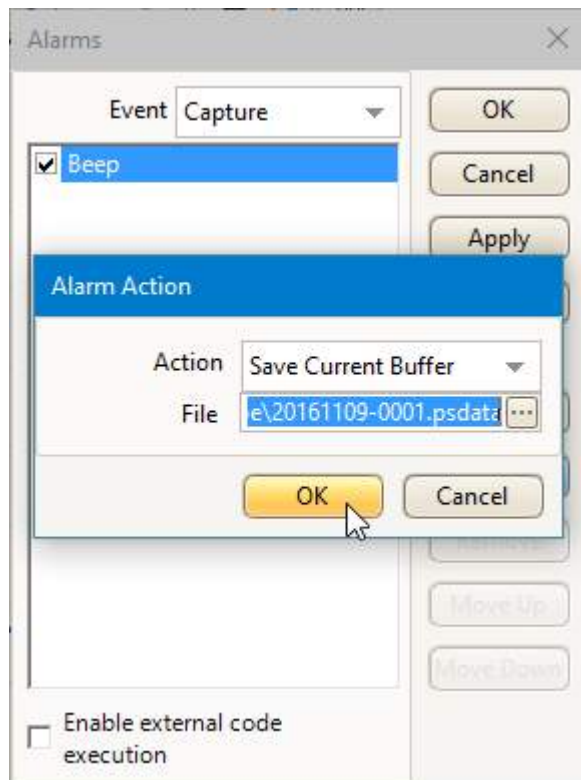 Alarms
Event Capture
OK
Beep
Cancel
Apply
Alarm Action
Action Save Current Buffer
File e\20161109-0001.psdata ...
OK Cancel
Remove
Move Up
Move Down
Enable external code
execution